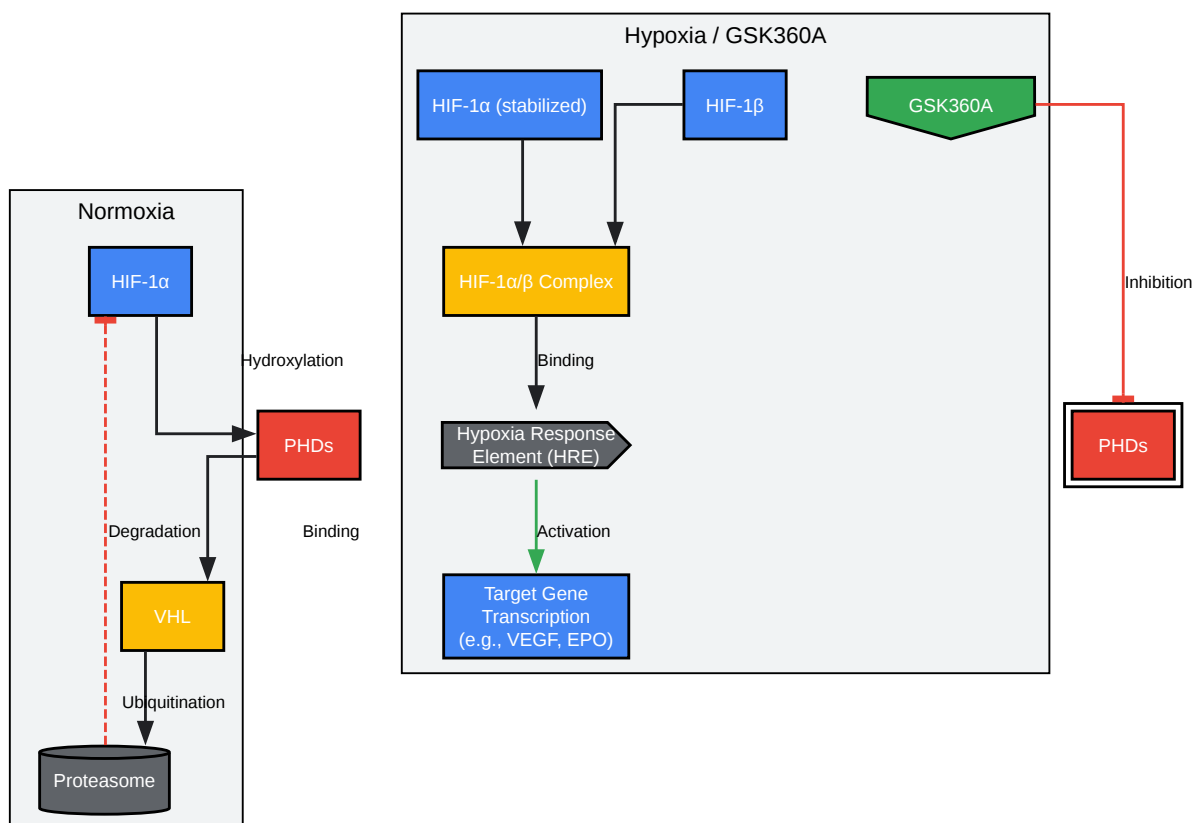 Hypoxia / GSK360A
HIF-1α (stabilized)
HIF-1β
GSK360A
Normoxia
HIF-1α
HIF-1α/β Complex
Inhibition
Hydroxylation
Binding
PHDs
Hypoxia Response
Element (HRE)
PHDs
Degradation
Binding
Activation
VHL
Target Gene
Transcription
(e.g., VEGF, EPO)
Ubiquitination
Proteasome